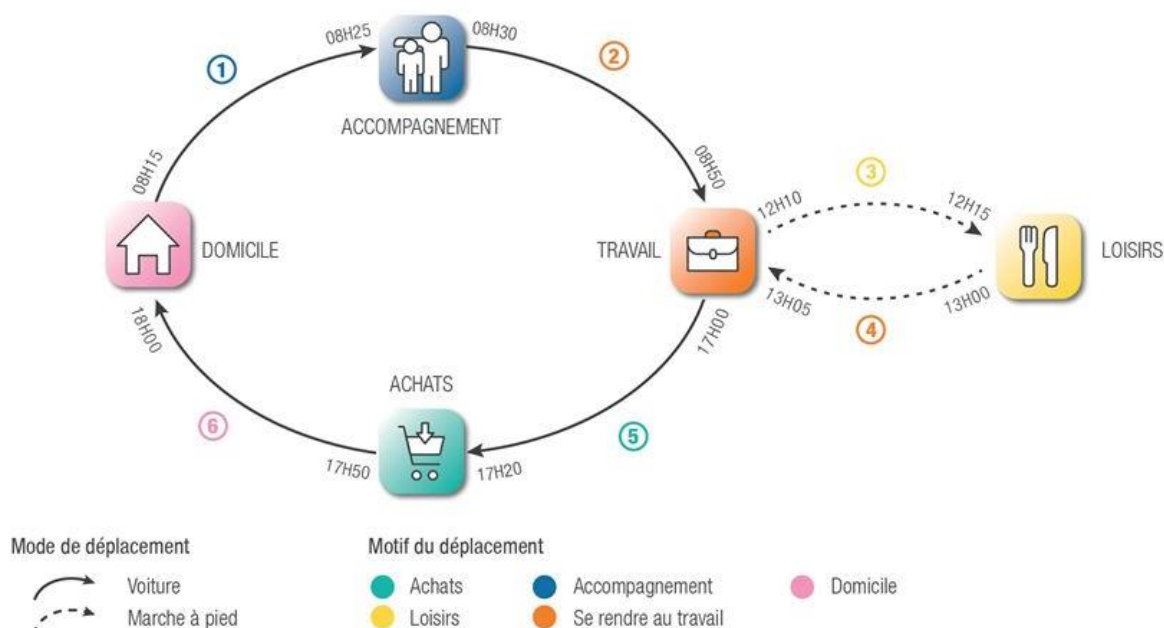 08H25
08H30
1
2
ACCOMPAGNEMENT
08H15
08H50
3
12H10
12H15
DOMICILE
TRAVAIL
LOISIRS
18H00
17H00
13H05
13H00
4
ACHATS
6
5
17H50
17H20
Mode de déplacement
Motif du déplacement
Voiture
Achats
Accompagnement
Domicile
Marche à pied
Loisirs
Se rendre au travail